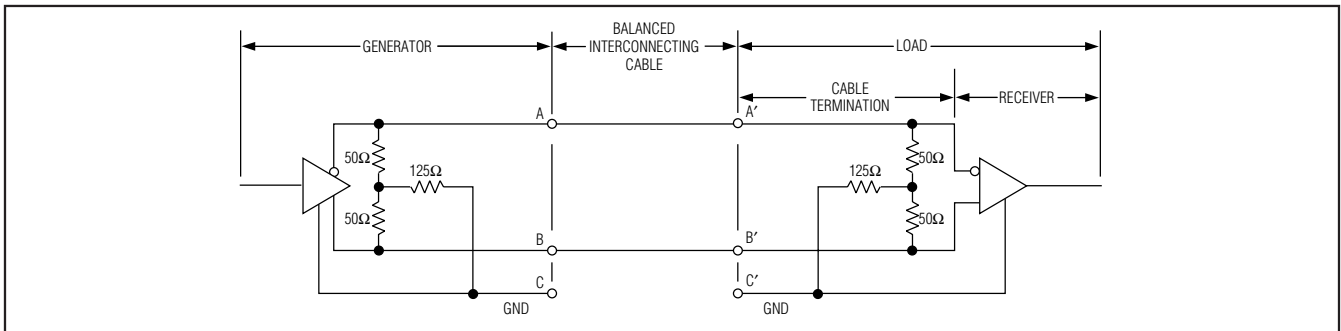 GENERATOR
BALANCED
INTERCONNECTING
CABLE
LOAD
CABLE
TERMINATION
RECEIVER
A
A′
50Ω
125Ω
50Ω
125Ω
50Ω
50Ω
B
B′
C
C′
GND
GND